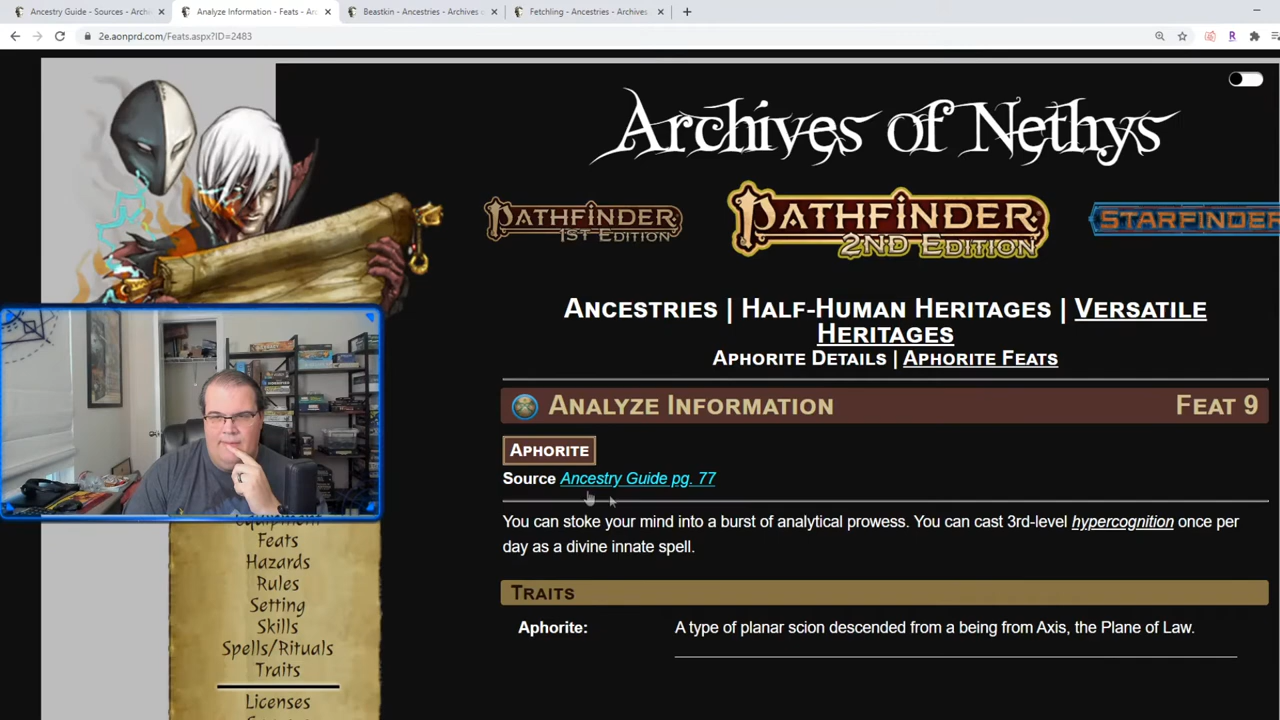 Ancestry Guide - Sources - Archi
Analyze Information - Feats - Arc
Beastkin - Ancestries - Archives o
Fetchling - Ancestries - Archives
2e.aonprd.com/Feats.aspx?ID=2483
Archives of Nethys
PATHFINDER
1ST EDITION
PATHFINDER
2ND EDITION
STARFINDER
ANCESTRIES | HALF-HUMAN HERITAGES | VERSATILE
HERITAGES
APHORITE DETAILS | APHORITE FEATS
ANALYZE INFORMATION FEAT 9
APHORITE
Source Ancestry Guide pg. 77
You can stoke your mind into a burst of analytical prowess. You can cast 3rd-level hypercognition once per
day as a divine innate spell.
TRAITS
Aphorite: A type of planar scion descended from a being from Axis, the Plane of Law.
Equipment
Feats
Hazards
Rules
Setting
Skills
Spells/Rituals
Traits
Licenses